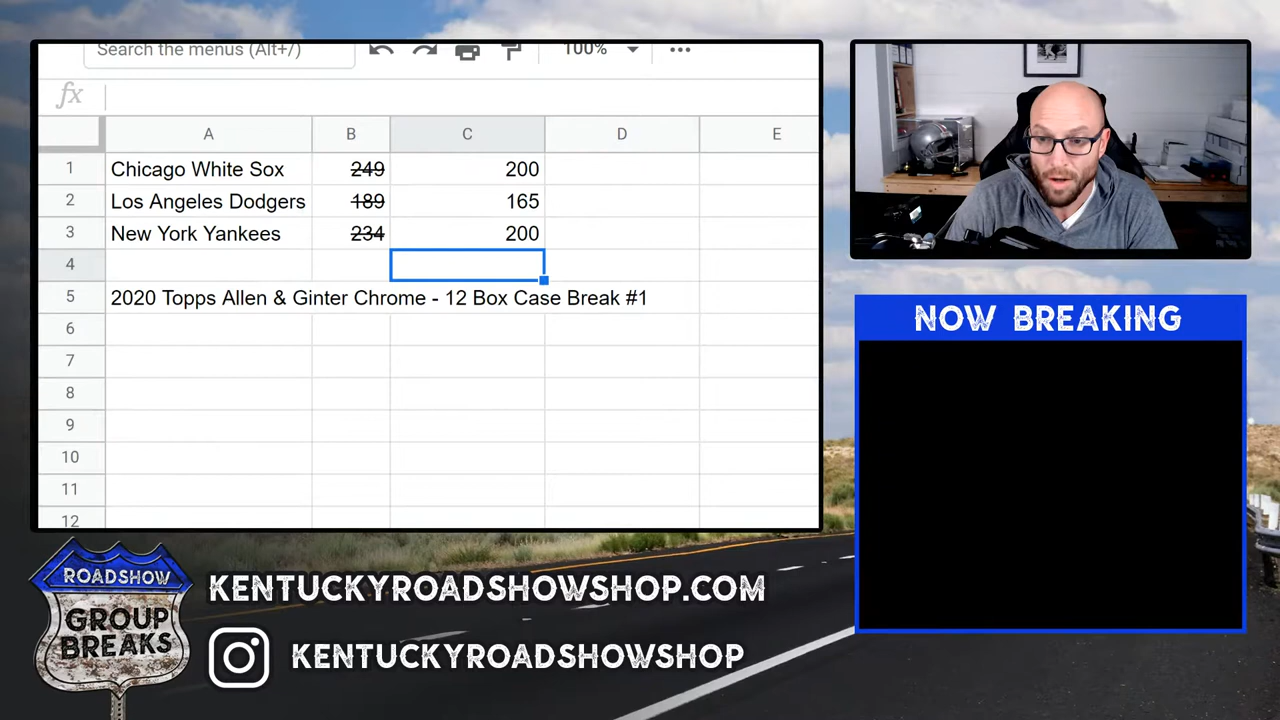 Search the menus (Alt+/)
100%
fx
A B C D E
1 Chicago White Sox 249 200
2 Los Angeles Dodgers 189 165
3 New York Yankees 234 200
4
5 2020 Topps Allen & Ginter Chrome - 12 Box Case Break #1
6
7
8
9
10
11
12
NOW BREAKING
ROADSHOW
GROUP
BREAKS
KENTUCKYROADSHOWSHOP.COM
KENTUCKYROADSHOWSHOP